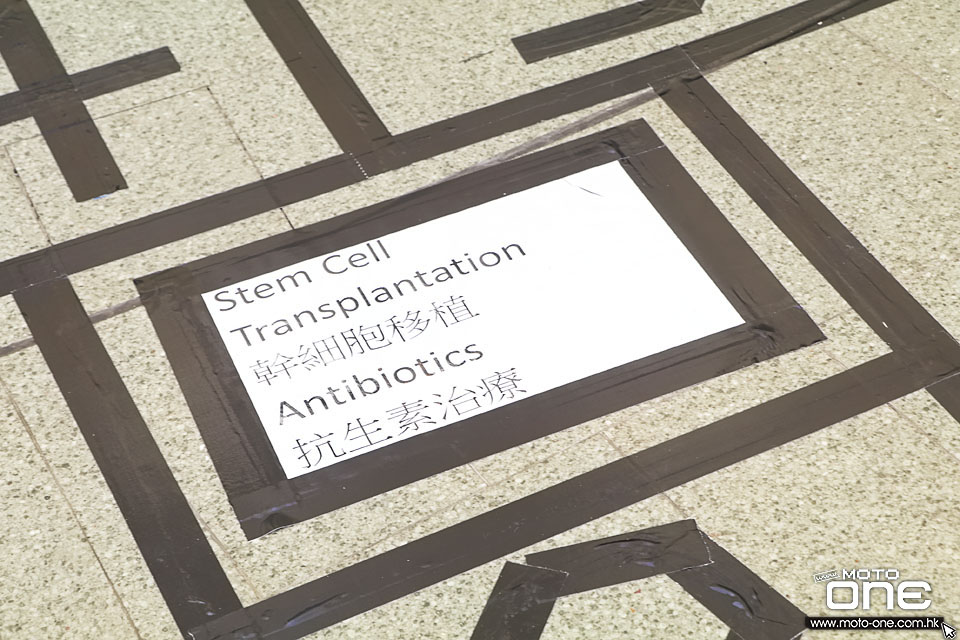 Stem Cell
Transplantation
幹細胞移植
Antibiotics
抗生素治療
www.MOTO
ONE
www.moto-one.com.hk